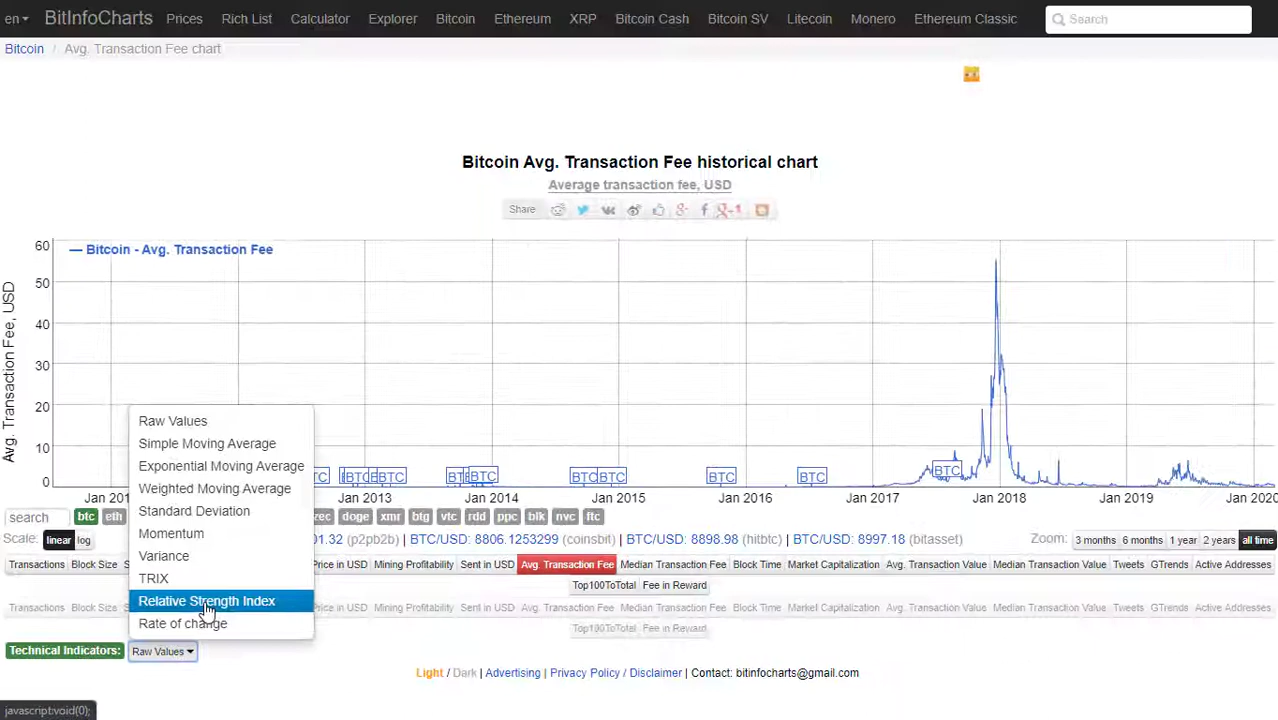 en BitInfoCharts Prices Rich List Calculator Explorer Bitcoin Ethereum XRP Bitcoin Cash Bitcoin SV Litecoin Monero Ethereum Classic Search
Bitcoin / Avg. Transaction Fee chart
Bitcoin Avg. Transaction Fee historical chart
Average transaction fee, USD
Share
Avg. Transaction Fee, USD
60
50
40
30
20
10
0
Bitcoin - Avg. Transaction Fee
BTC BTC BTC BTC BTC BTC BTC BTC
Jan 201 Jan 2013 Jan 2014 Jan 2015 Jan 2016 Jan 2017 Jan 2018 Jan 2019 Jan 2020
Raw Values
Simple Moving Average
Exponential Moving Average
Weighted Moving Average
Standard Deviation
Momentum
Variance
TRIX
Relative Strength Index
Rate of change
search btc eth zec doge xmr btg vtc rdd ppc blk nvc ftc
Scale: linear log 01.32 (p2pb2b) | BTC/USD: 8806.1253299 (coinsbit) | BTC/USD: 8898.98 (hitbtc) | BTC/USD: 8997.18 (bitasset) Zoom: 3 months 6 months 1 year 2 years all time
Transactions Block Size Price in USD Mining Profitability Sent in USD Avg. Transaction Fee Median Transaction Fee Block Time Market Capitalization Avg. Transaction Value Median Transaction Value Tweets GTrends Active Addresses
Top100ToTotal Fee in Reward
Transactions Block Size Price in USD Mining Profitability Sent in USD Avg. Transaction Fee Median Transaction Fee Block Time Market Capitalization Avg. Transaction Value Median Transaction Value Tweets GTrends Active Addresses
Top100ToTotal Fee in Reward
Technical Indicators: Raw Values
Light / Dark | Advertising | Privacy Policy / Disclaimer | Contact: bitinfocharts@gmail.com
javascript:void(0);